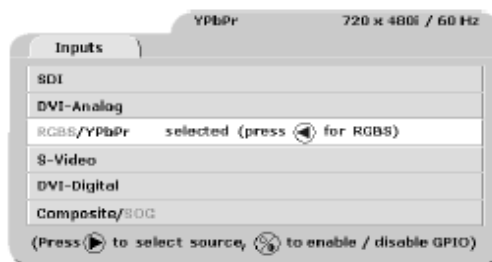 YPbPr 720 x 480i / 60 Hz
Inputs
SDI
DVI-Analog
RGBS/YPbPr selected (press for RGBS)
S-Video
DVI-Digital
Composite/SOG
(Press to select source, to enable / disable GPIO)